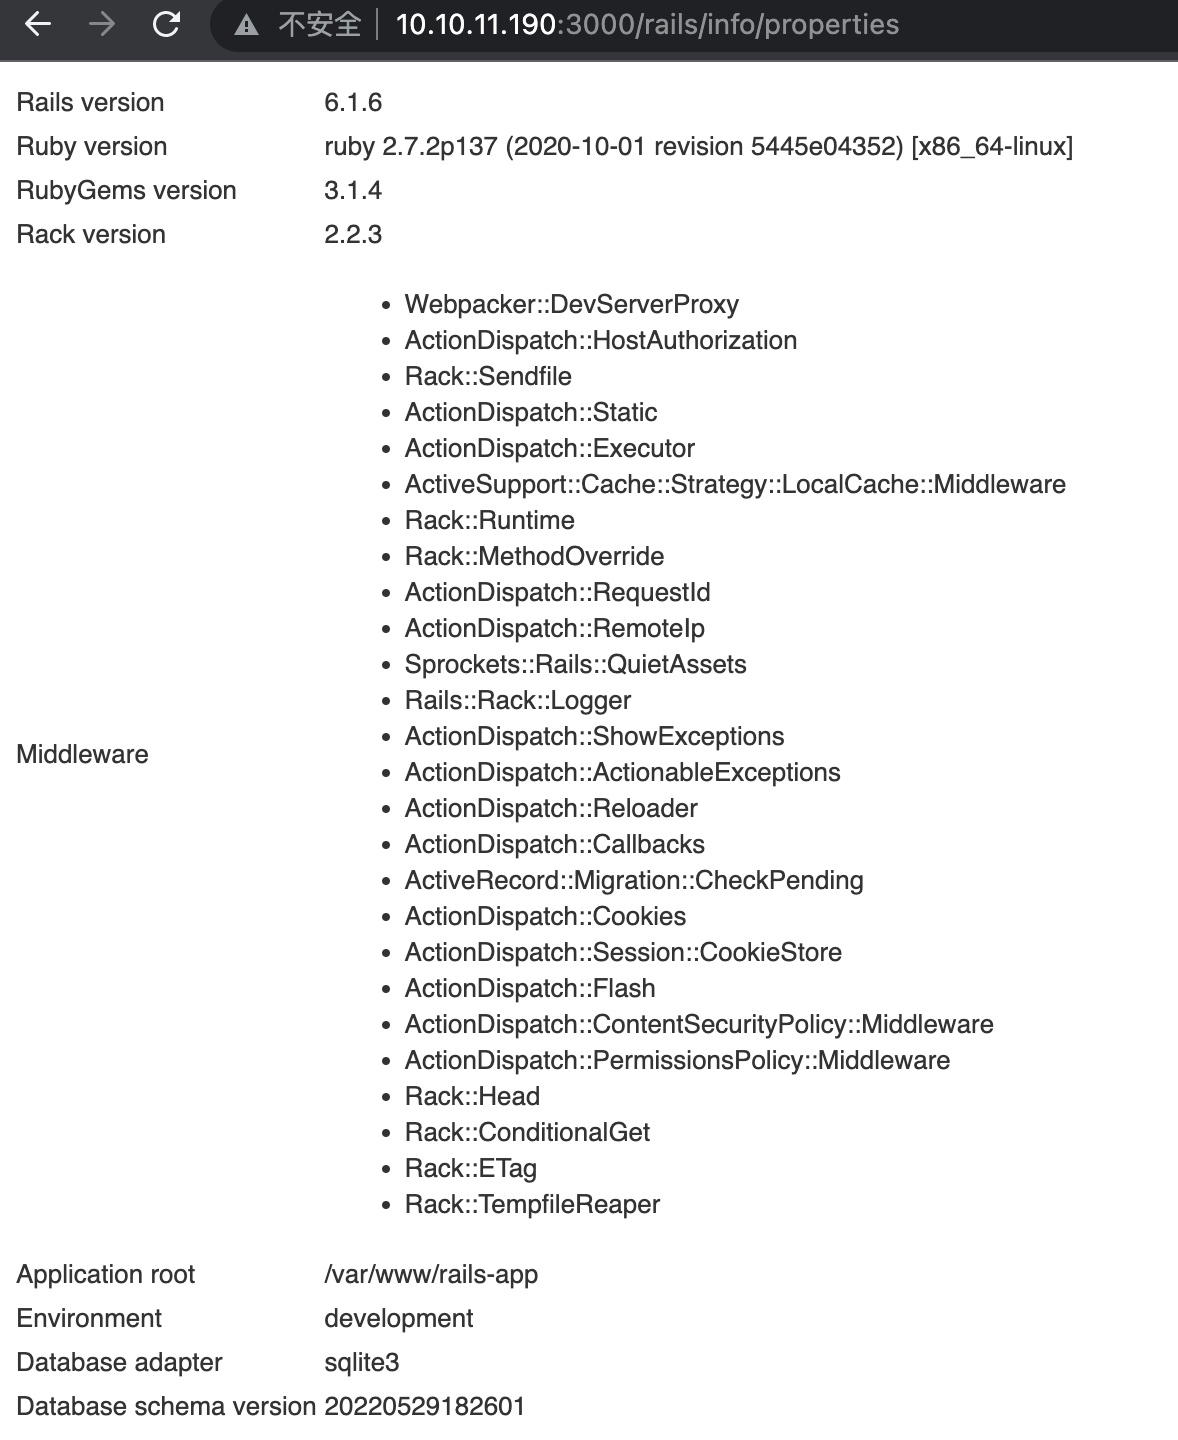 不安全 10.10.11.190:3000/rails/info/properties
Rails version 6.1.6
Ruby version ruby 2.7.2p137 (2020-10-01 revision 5445e04352) [x86_64-linux]
RubyGems version 3.1.4
Rack version 2.2.3
Middleware
• Webpacker::DevServerProxy
• ActionDispatch::HostAuthorization
• Rack::Sendfile
• ActionDispatch::Static
• ActionDispatch::Executor
• ActiveSupport::Cache::Strategy::LocalCache::Middleware
• Rack::Runtime
• Rack::MethodOverride
• ActionDispatch::RequestId
• ActionDispatch::RemoteIp
• Sprockets::Rails::QuietAssets
• Rails::Rack::Logger
• ActionDispatch::ShowExceptions
• ActionDispatch::ActionableExceptions
• ActionDispatch::Reloader
• ActionDispatch::Callbacks
• ActiveRecord::Migration::CheckPending
• ActionDispatch::Cookies
• ActionDispatch::Session::CookieStore
• ActionDispatch::Flash
• ActionDispatch::ContentSecurityPolicy::Middleware
• ActionDispatch::PermissionsPolicy::Middleware
• Rack::Head
• Rack::ConditionalGet
• Rack::ETag
• Rack::TempfileReaper
Application root /var/www/rails-app
Environment development
Database adapter sqlite3
Database schema version 20220529182601